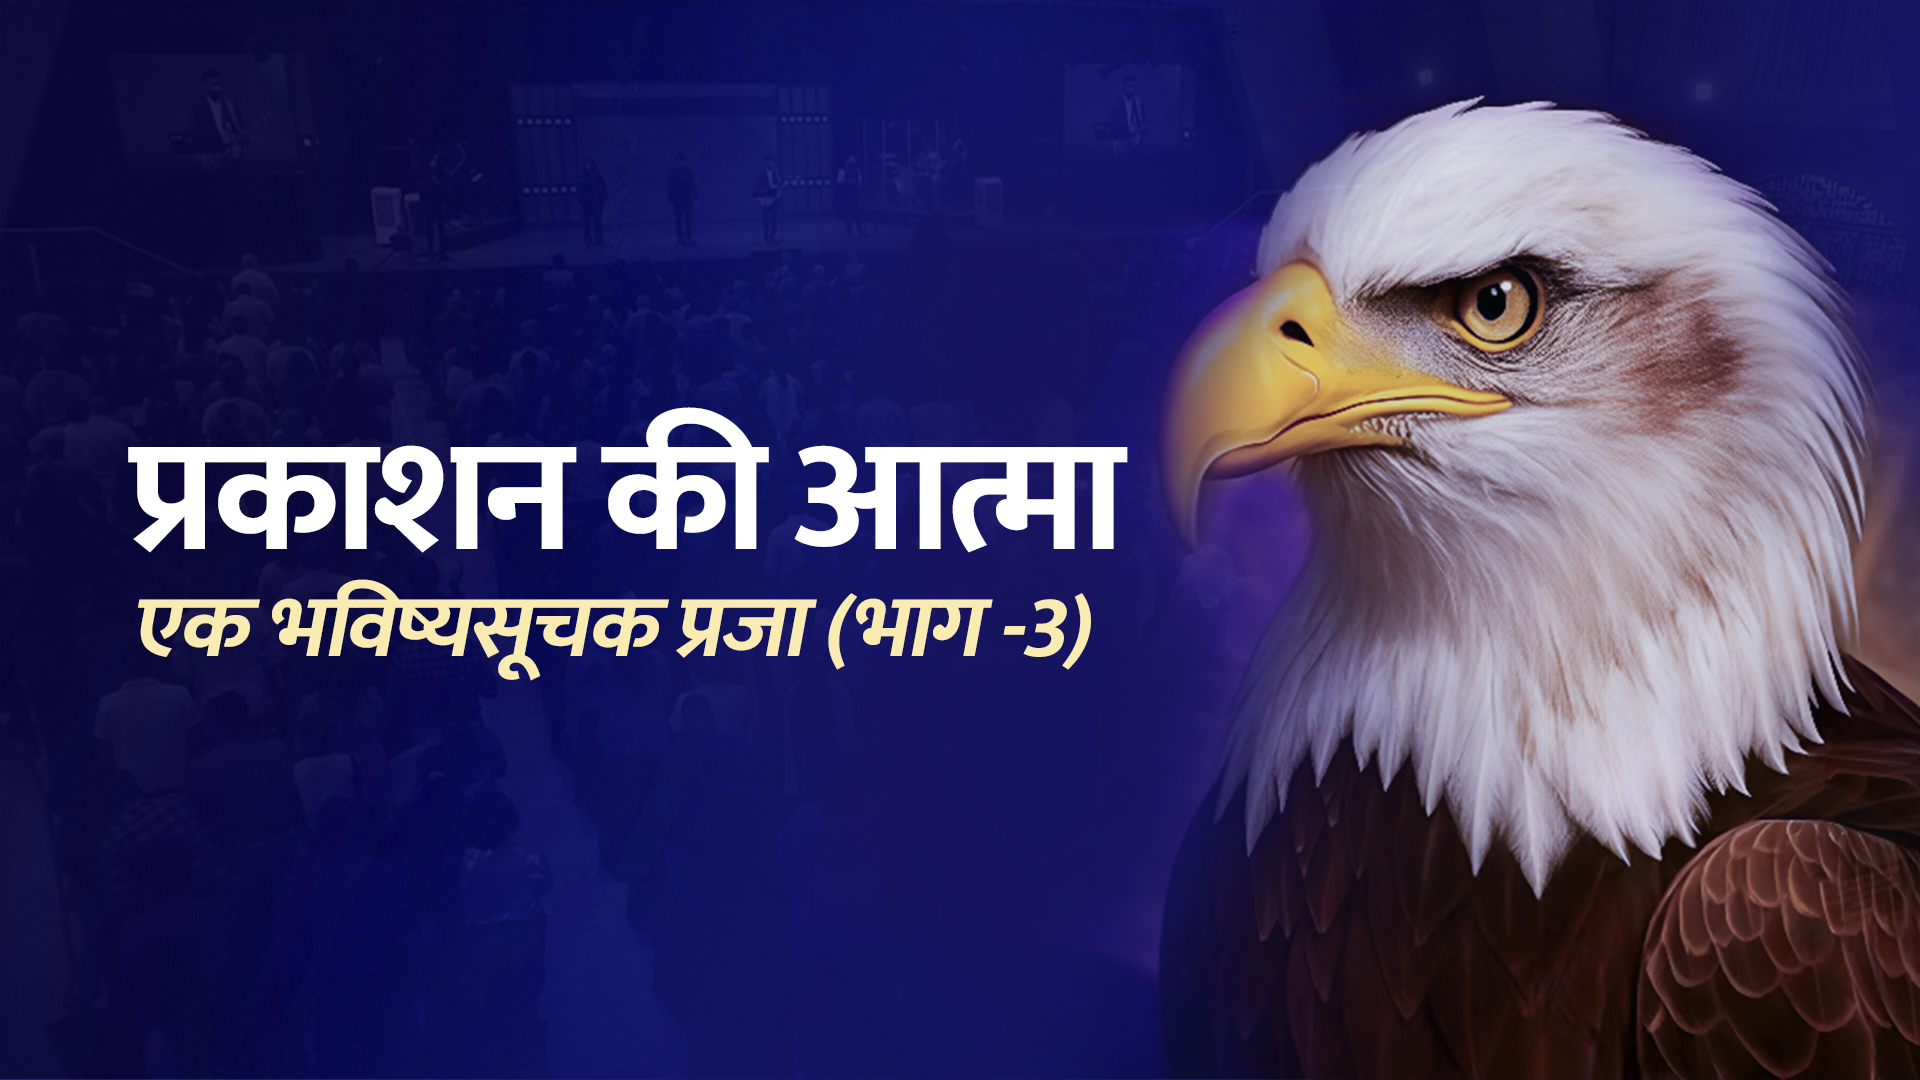 प्रकाशन की आत्मा
एक भविष्यसूचक प्रजा (भाग -3)